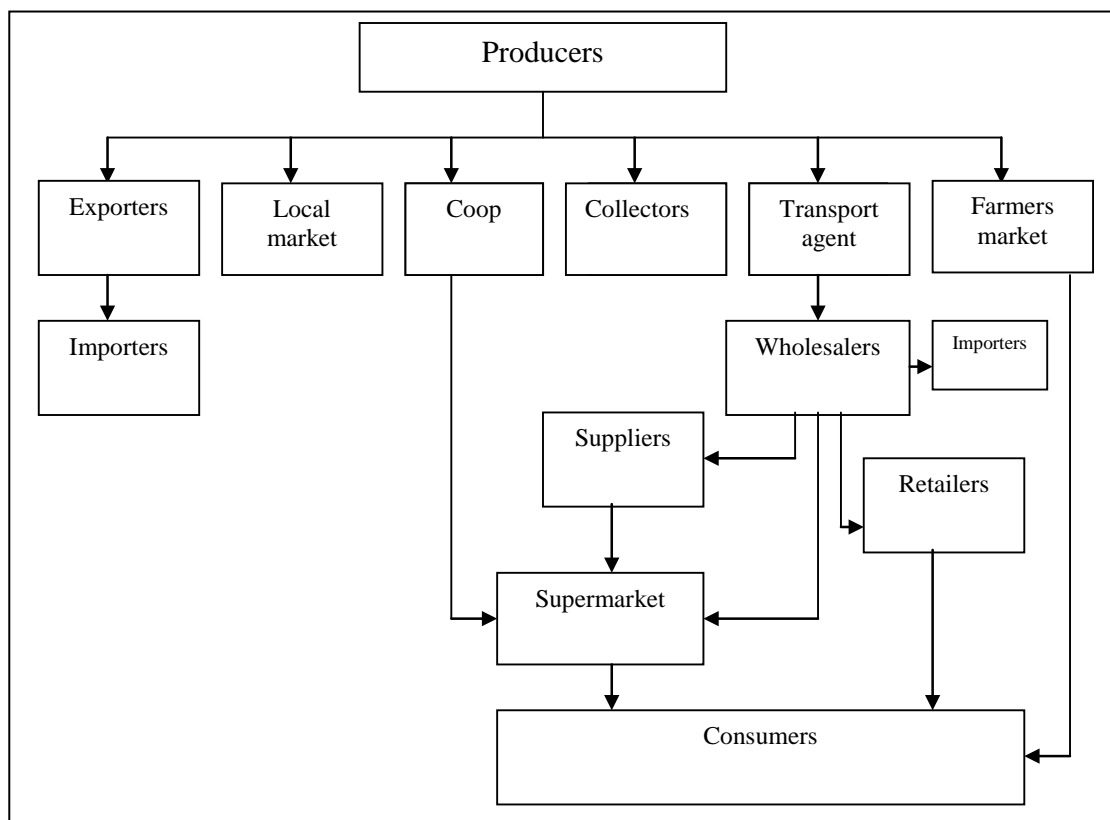 Producers
Exporters
Local
market
Coop
Collectors
Transport
agent
Farmers
market
Importers
Wholesalers
Importers
Suppliers
Retailers
Supermarket
Consumers